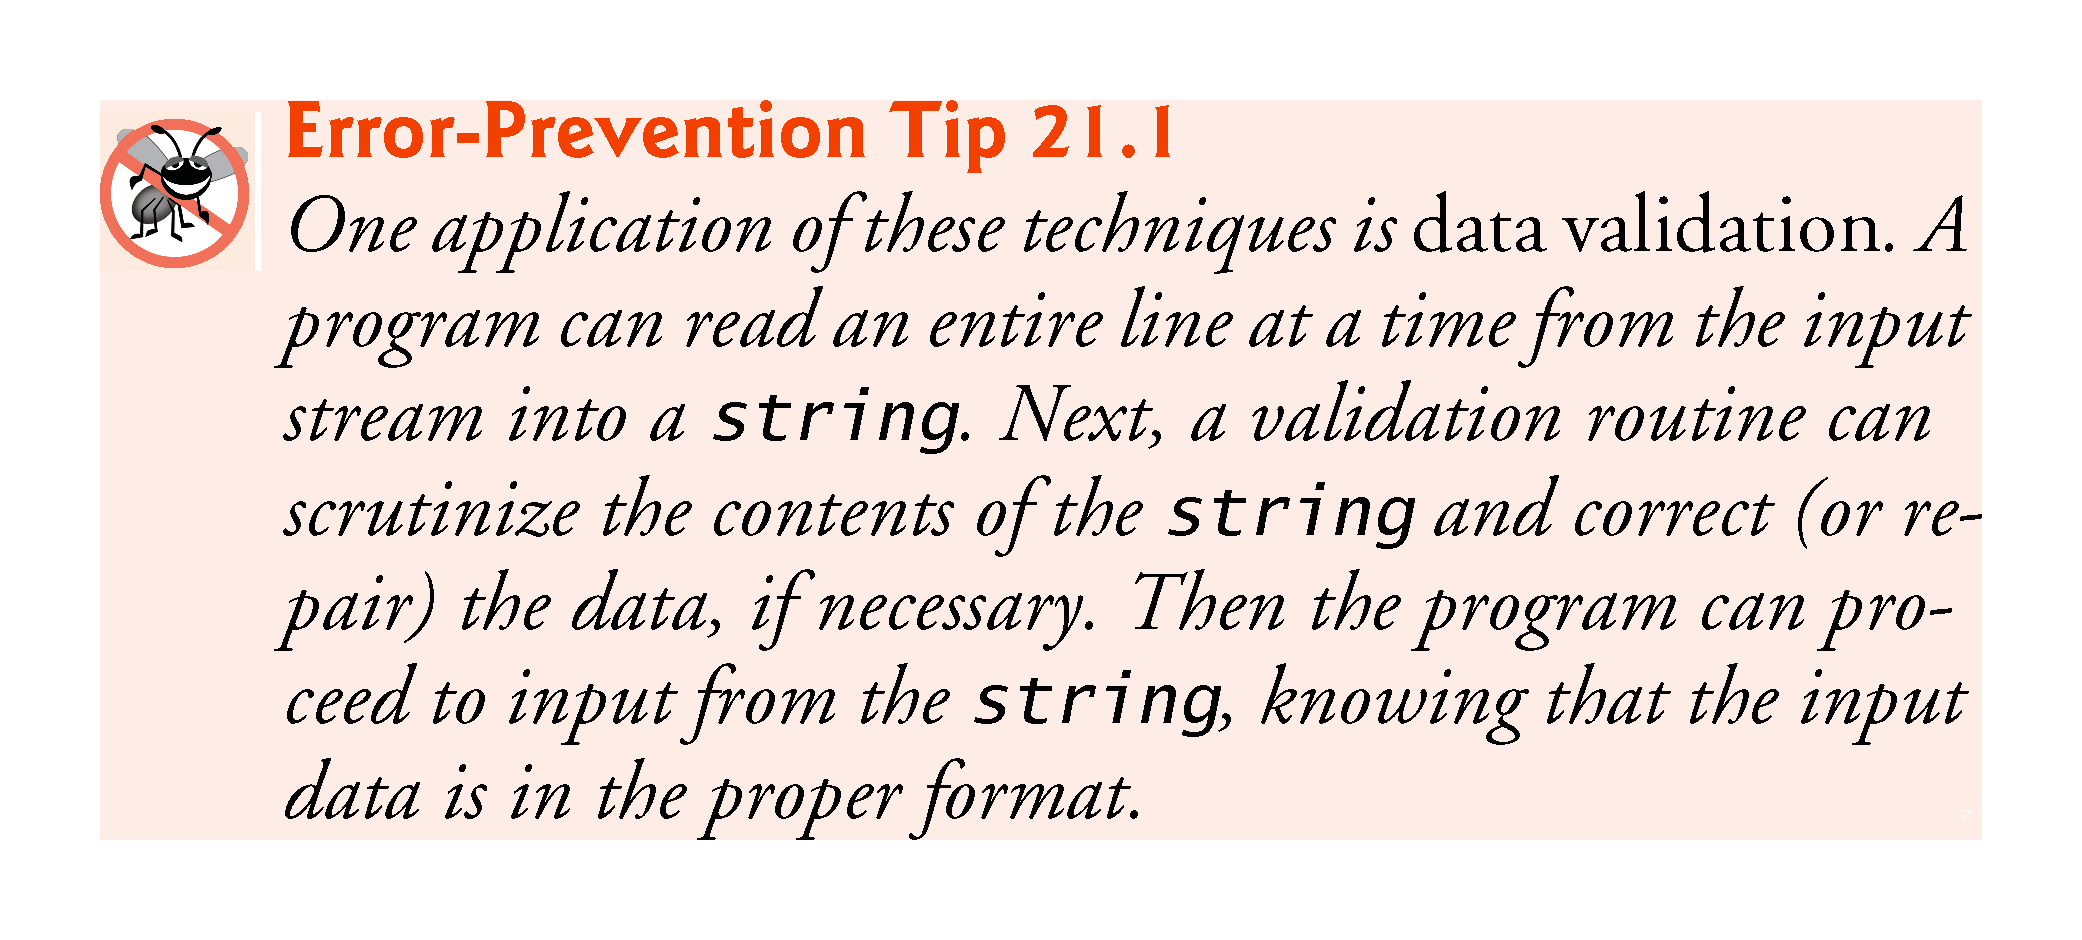 Error-Prevention Tip 21.1
One application of these techniques is data validation. A
program can read an entire line at a time from the input
stream into a string. Next, a validation routine can
scrutinize the contents of the string and correct (or re-
pair) the data, if necessary. Then the program can pro-
ceed to input from the string, knowing that the input
data is in the proper format.
21.1